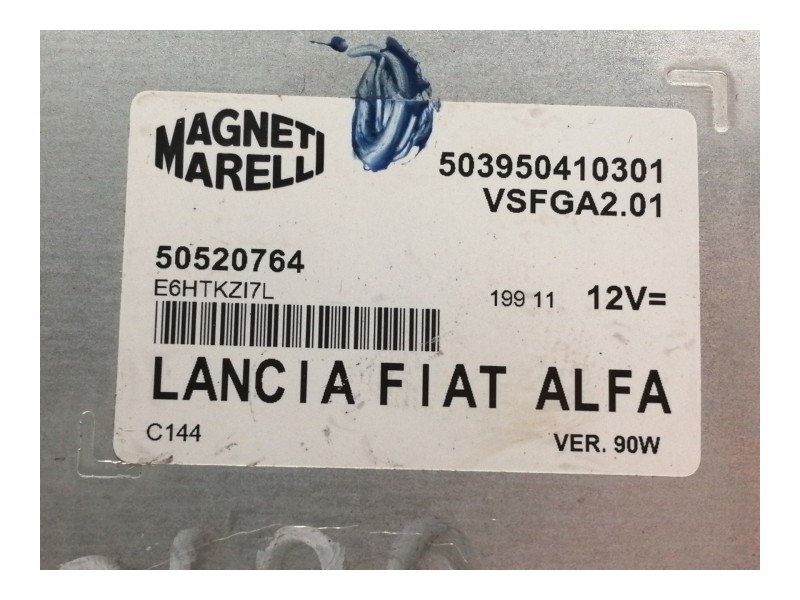 MAGNETI
MARELLI
503950410301
VSFGA2.01
50520764
E6HTKZI7L
199 11 12V=
LANCIA FIAT ALFA
C144
VER. 90W